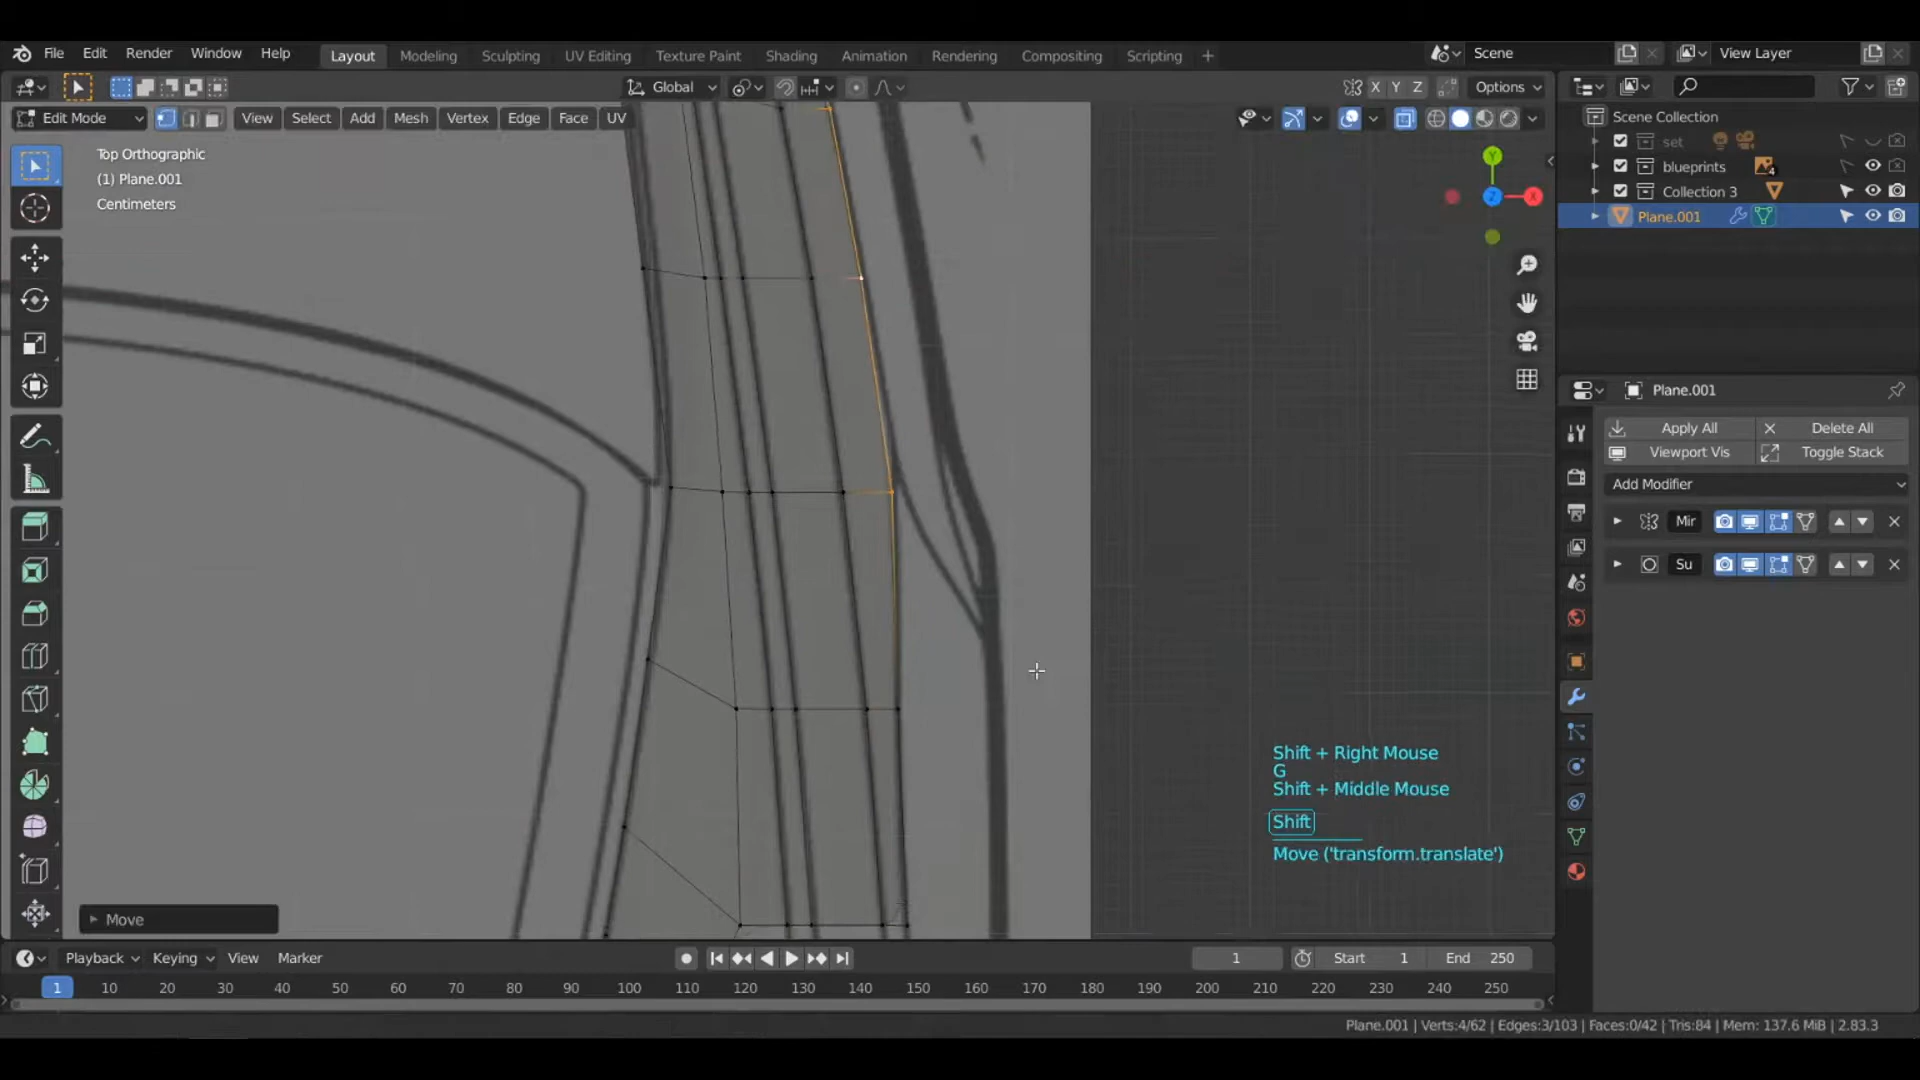 File Edit Render Window Help Layout Modeling Sculpting UV Editing Texture Paint Shading Animation Rendering Compositing Scripting + Scene View Layer
Global X Y Z Options
Edit Mode View Select Add Mesh Vertex Edge Face UV
Scene Collection
set
blueprints 4
Collection 3
Plane.001
Top Orthographic
(1) Plane.001
Centimeters
Y
Z X
Plane.001
Apply All Delete All
Viewport Vis Toggle Stack
Add Modifier
Mir
Su
Shift + Right Mouse
G
Shift + Middle Mouse
Shift
Move ('transform.translate')
Move
Playback Keying View Marker 1 Start 1 End 250
1 10 20 30 40 50 60 70 80 90 100 110 120 130 140 150 160 170 180 190 200 210 220 230 240 250
Plane.001 | Verts:4/62 | Edges:3/103 | Faces:0/42 | Tris:84 | Mem: 137.6 MiB | 2.83.3